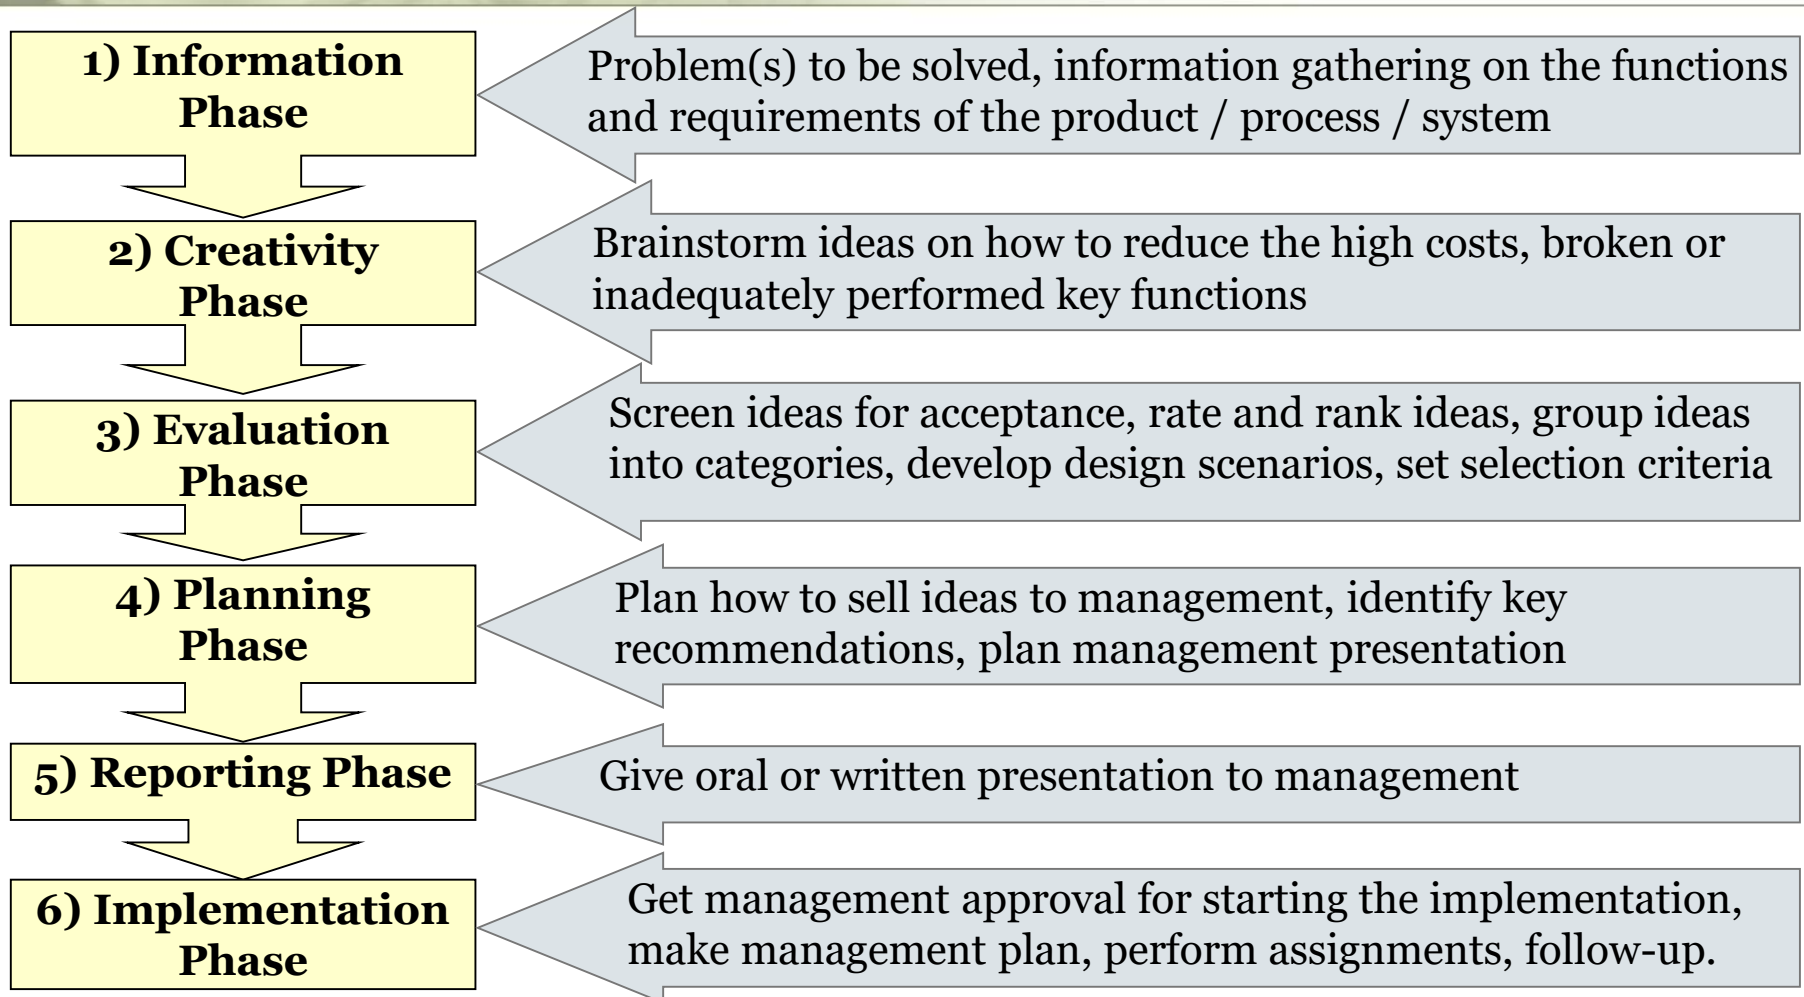 1) Information
Phase
Problem(s) to be solved, information gathering on the functions
and requirements of the product / process / system
2) Creativity
Phase
Brainstorm ideas on how to reduce the high costs, broken or
inadequately performed key functions
3) Evaluation
Phase
Screen ideas for acceptance, rate and rank ideas, group ideas
into categories, develop design scenarios, set selection criteria
4) Planning
Phase
Plan how to sell ideas to management, identify key
recommendations, plan management presentation
5) Reporting Phase
Give oral or written presentation to management
6) Implementation
Phase
Get management approval for starting the implementation,
make management plan, perform assignments, follow-up.